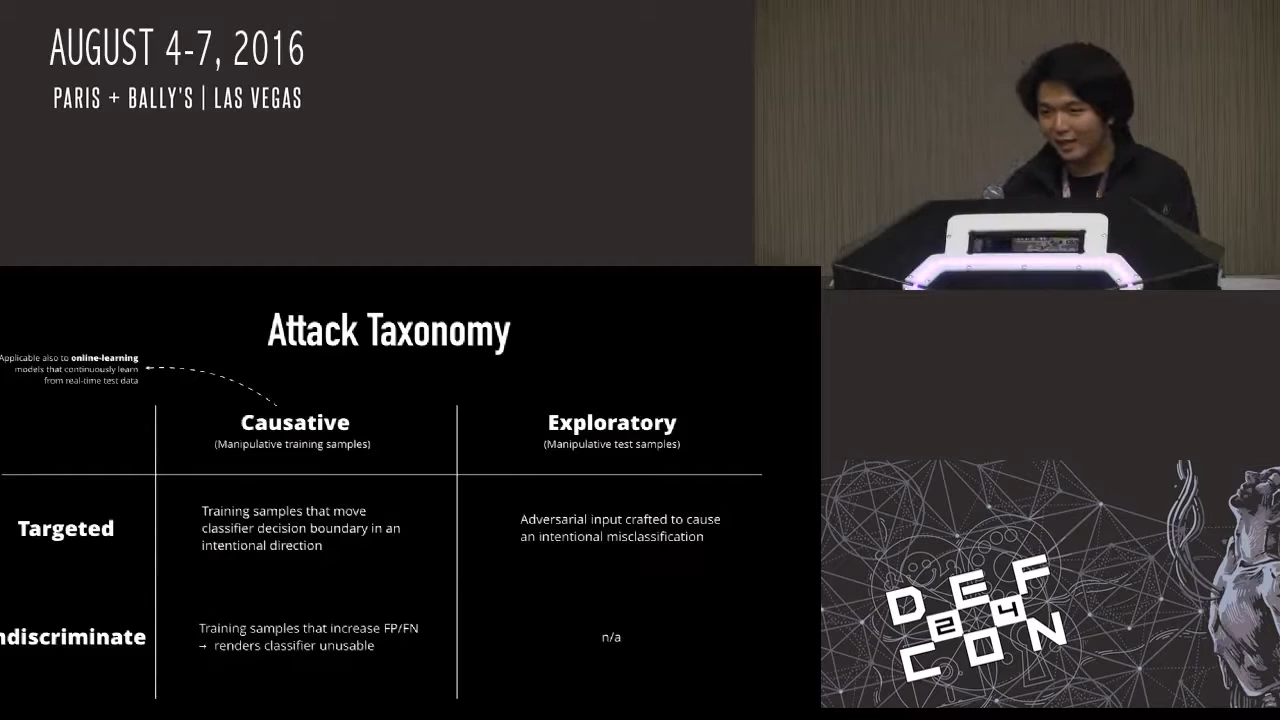 AUGUST 4-7, 2016
PARIS + BALLY'S | LAS VEGAS
Attack Taxonomy
Applicable also to online-learning
models that continuously learn
from real-time test data
Causative
(Manipulative training samples)
Exploratory
(Manipulative test samples)
Targeted
Training samples that move
classifier decision boundary in an
intentional direction
Adversarial input crafted to cause
an intentional misclassification
ndiscriminate
Training samples that increase FP/FN
→ renders classifier unusable
n/a
DEF
24
CON